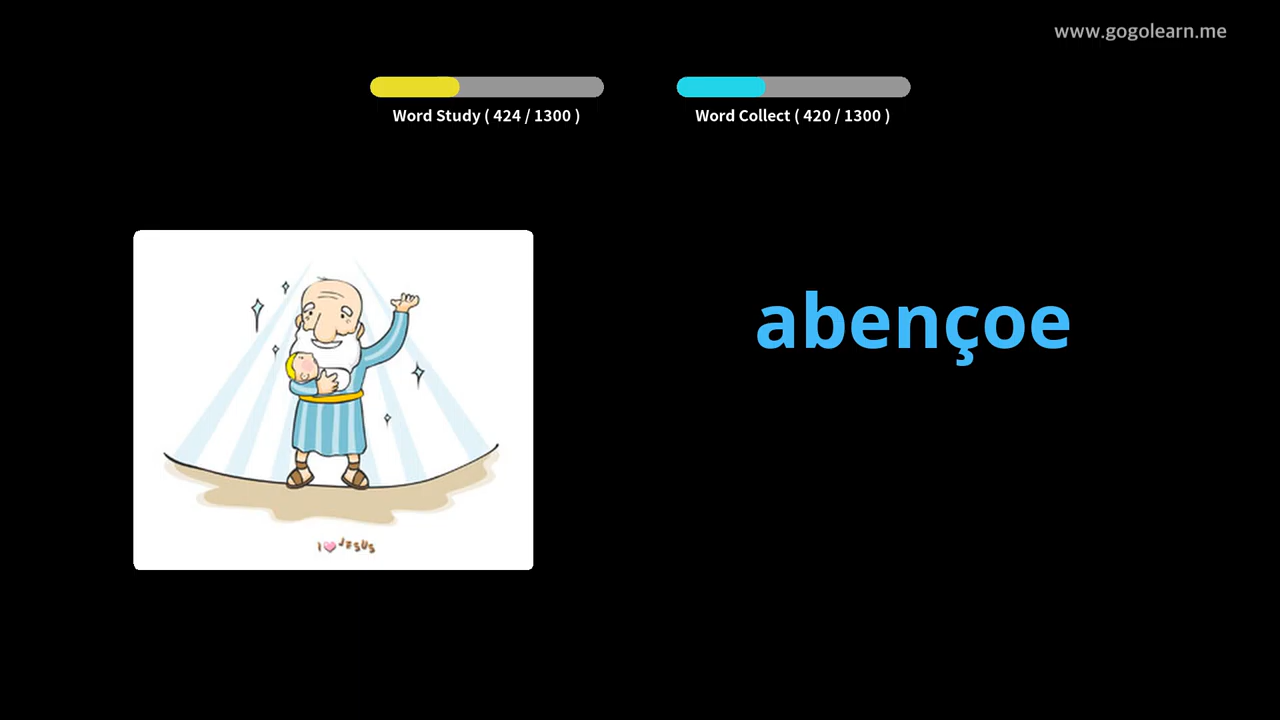 www.gogolearn.me
Word Study ( 424 / 1300 )
Word Collect ( 420 / 1300 )
abençoe
I ❤ JESUS